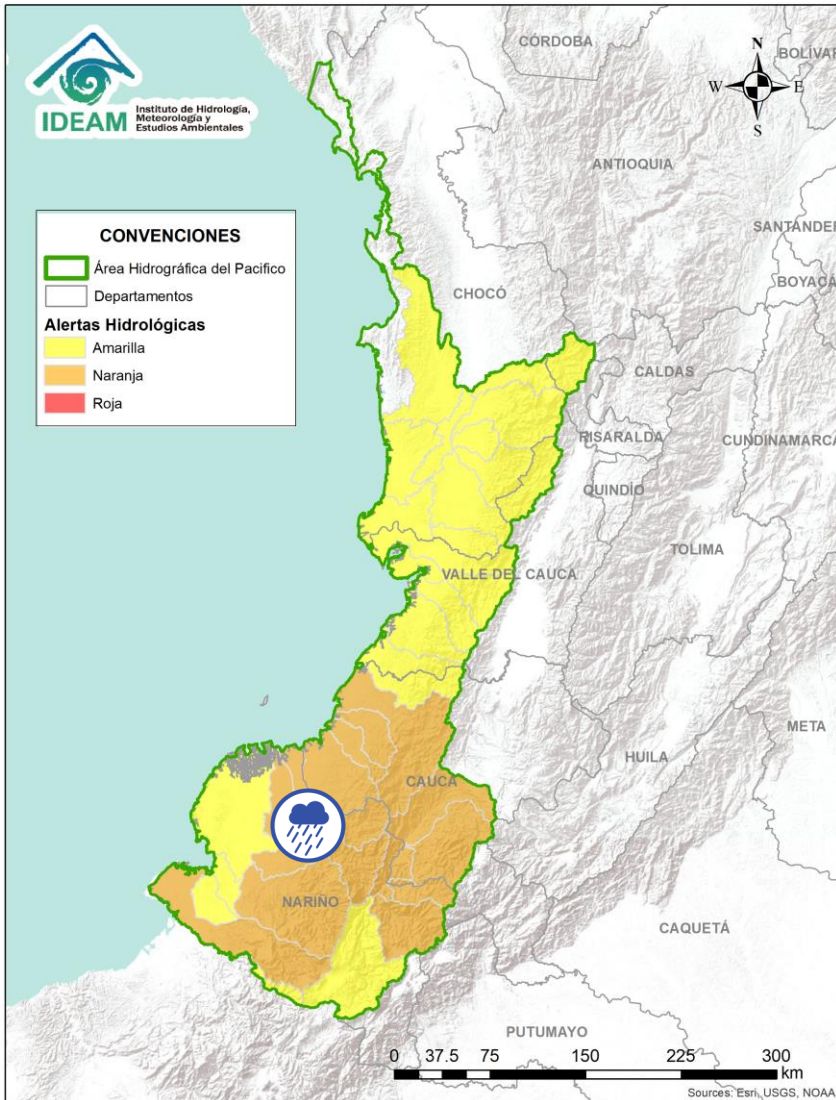 IDEAM
Instituto de Hidrología,
Meteorología y
Estudios Ambientales
N
W
E
S
CÓRDOBA
BOLÍVAR
ANTIOQUIA
SANTANDER
BOYACÁ
CONVENCIONES
Área Hidrográfica del Pacifico
Departamentos
Alertas Hidrológicas
Amarilla
Naranja
Roja
CHOCÓ
CALDAS
RISARALDA
CUNDINAMARCA
QUINDÍO
TOLIMA
VALLE DEL CAUCA
META
HUILA
CAUCA
NARIÑO
CAQUETÁ
PUTUMAYO
0 37.5 75 150 225 300
km
Sources: Esri, USGS, NOAA